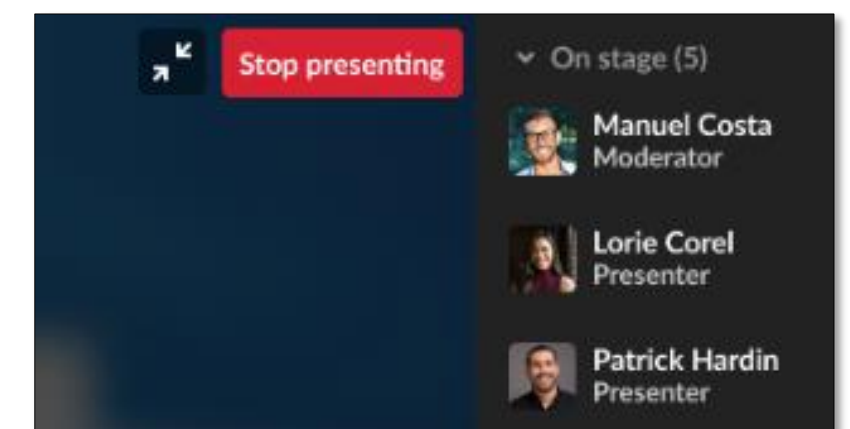 Stop presenting
On stage (5)
Manuel Costa
Moderator
Lorie Corel
Presenter
Patrick Hardin
Presenter